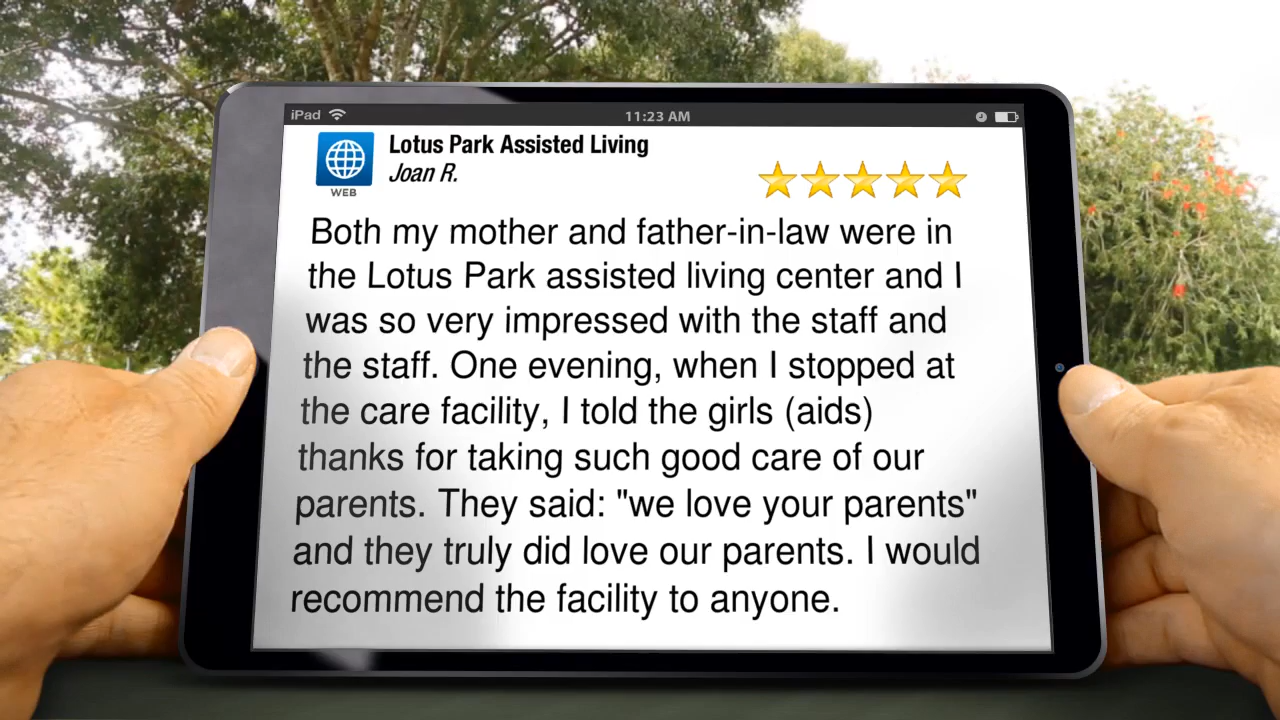 iPad
11:23 AM
Lotus Park Assisted Living
Joan R.
WEB
Both my mother and father-in-law were in
the Lotus Park assisted living center and I
was so very impressed with the staff and
the staff. One evening, when I stopped at
the care facility, I told the girls (aids)
thanks for taking such good care of our
parents. They said: "we love your parents"
and they truly did love our parents. I would
recommend the facility to anyone.